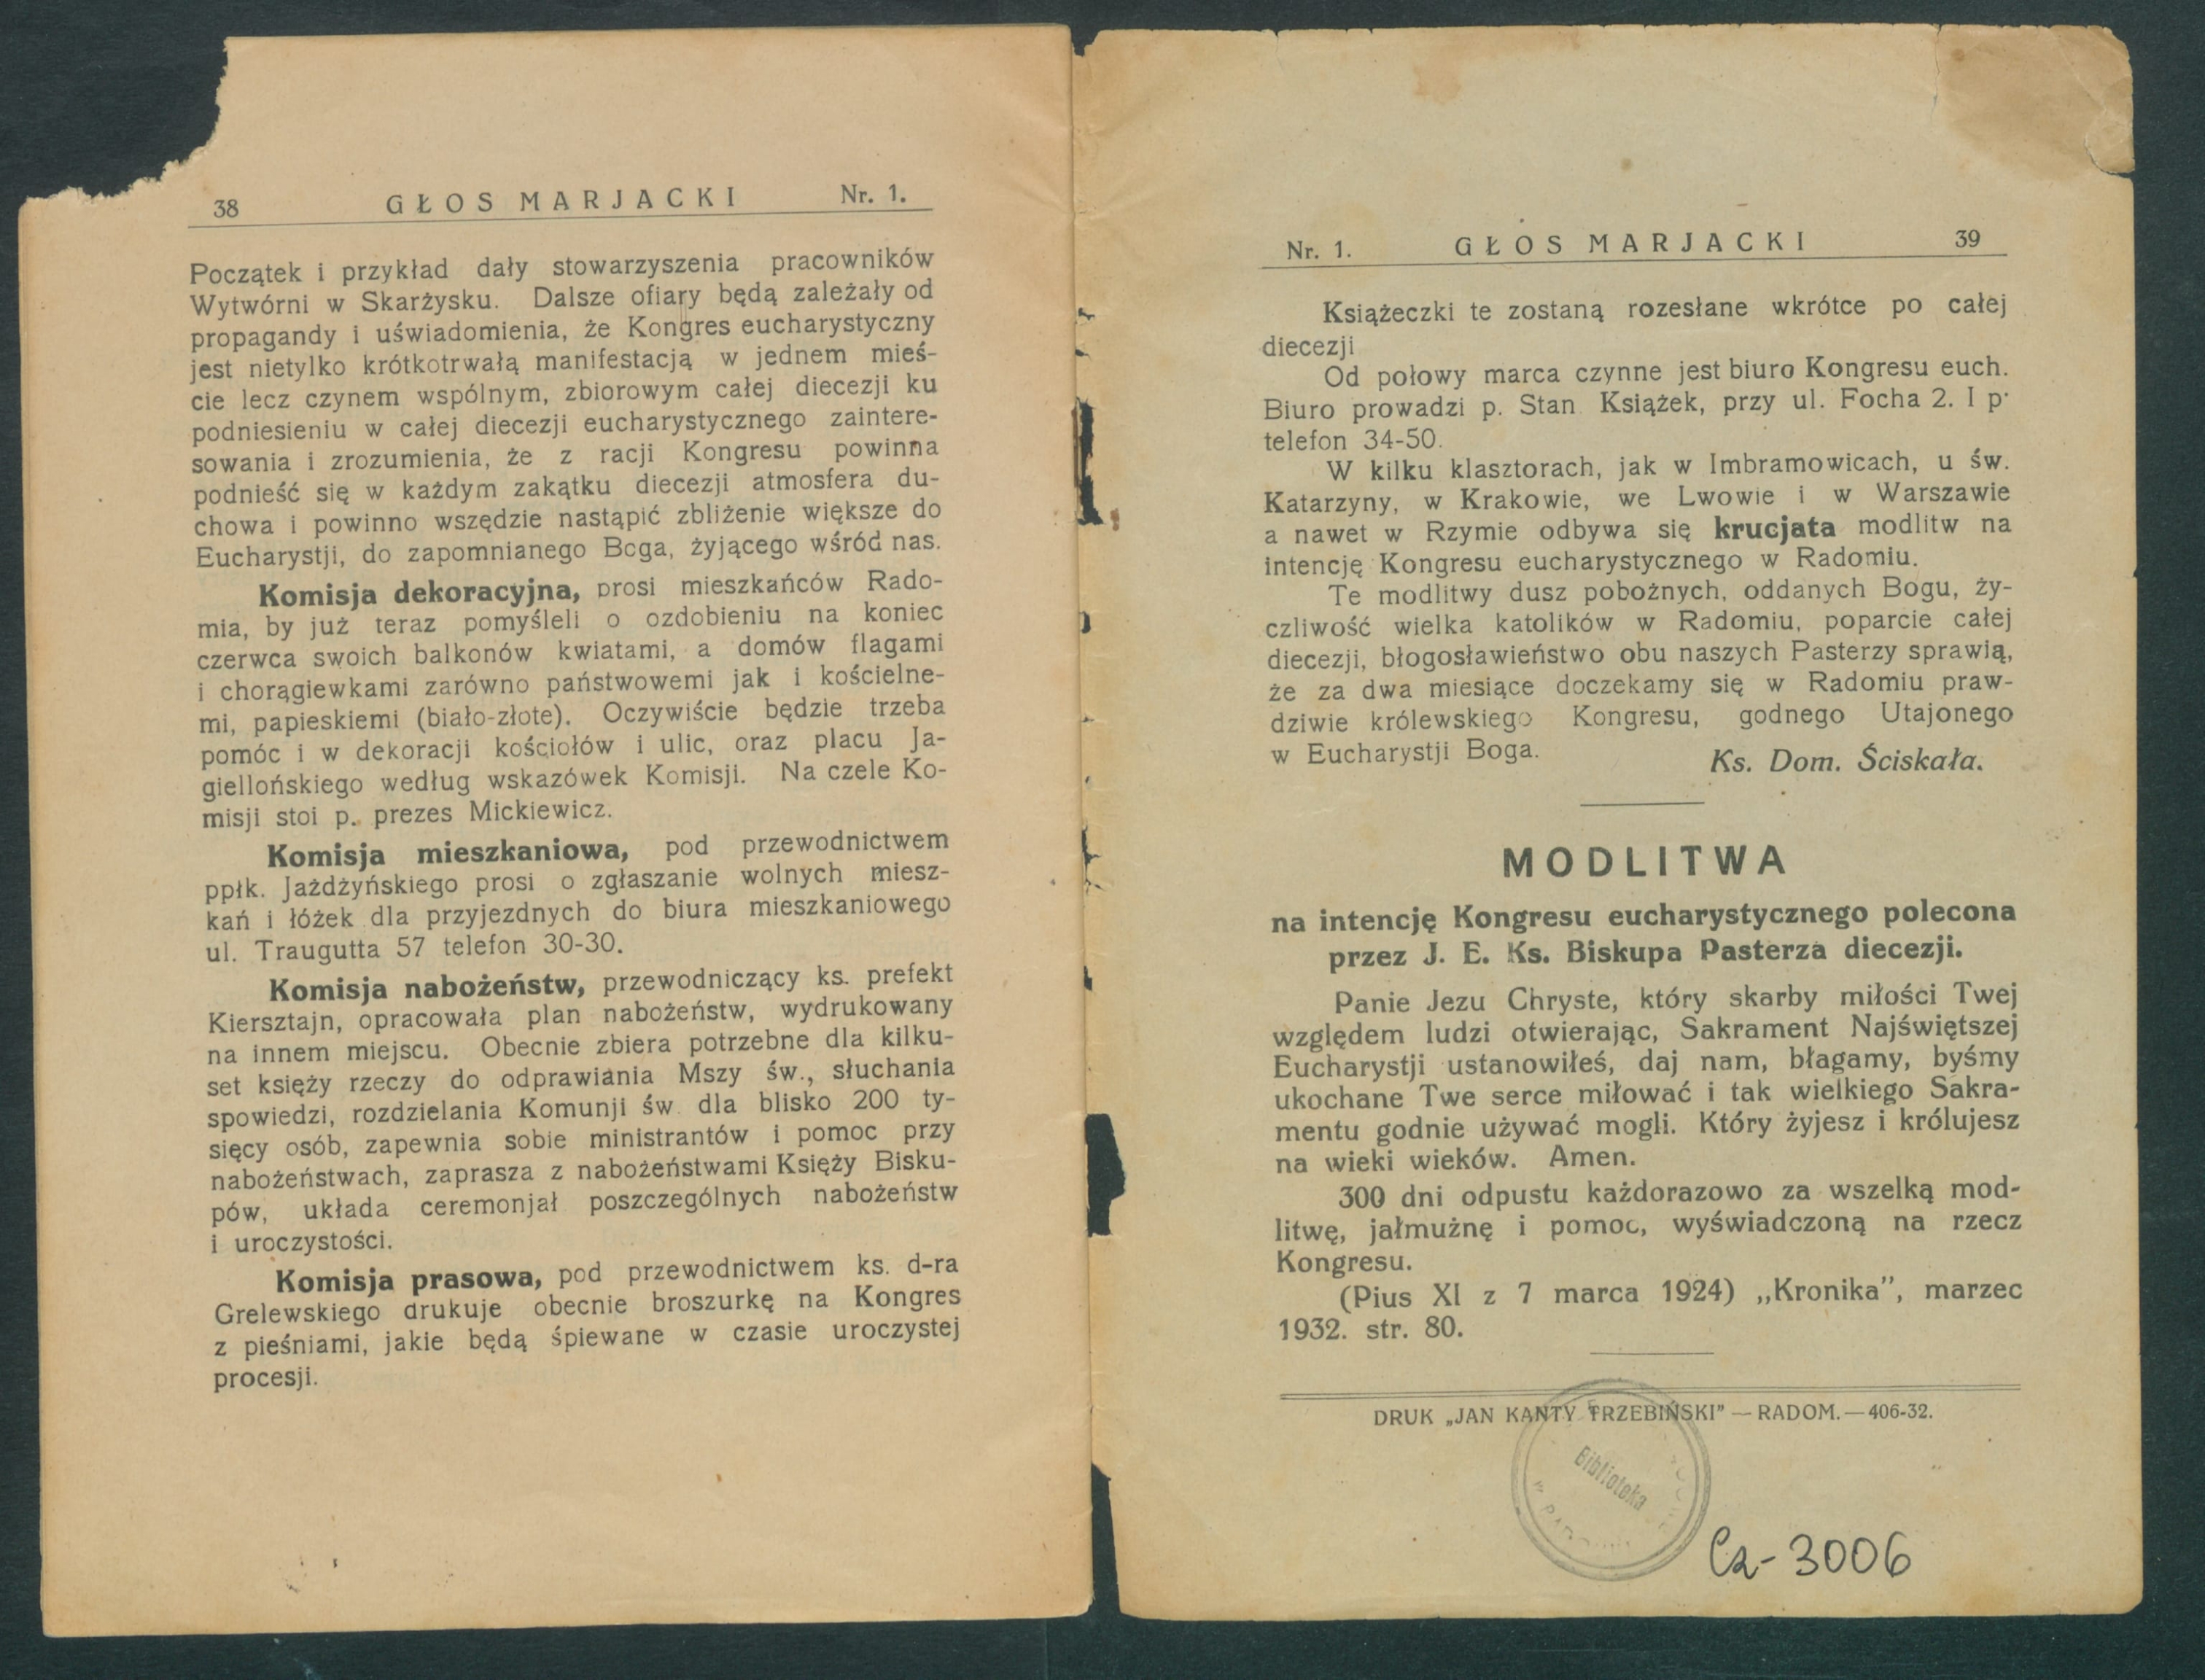 38 GŁOS MARJACKI Nr. 1.
Początek i przykład dały stowarzyszenia pracowników
Wytwórni w Skarżysku. Dalsze ofiary będą zależały od
propagandy i uświadomienia, że Kongres eucharystyczny
jest nietylko krótkotrwałą manifestacją w jednem mieś-
cie lecz czynem wspólnym, zbiorowym całej diecezji ku
podniesieniu w całej diecezji eucharystycznego zaintere-
sowania i zrozumienia, że z racji Kongresu powinna
podnieść się w każdym zakątku diecezji atmosfera du-
chowa i powinno wszędzie nastąpić zbliżenie większe do
Eucharystji, do zapomnianego Boga, żyjącego wśród nas.
Komisja dekoracyjna, prosi mieszkańców Rado-
mia, by już teraz pomyśleli o ozdobieniu na koniec
czerwca swoich balkonów kwiatami, a domów flagami
i chorągiewkami zarówno państwowemi jak i kościelne-
mi, papieskiemi (biało-złote). Oczywiście będzie trzeba
pomóc i w dekoracji kościołów i ulic, oraz placu Ja-
giellońskiego według wskazówek Komisji. Na czele Ko-
misji stoi p. prezes Mickiewicz.
Komisja mieszkaniowa, pod przewodnictwem
ppłk. Jażdżyńskiego prosi o zgłaszanie wolnych miesz-
kań i łóżek dla przyjezdnych do biura mieszkaniowego
ul. Traugutta 57 telefon 30-30.
Komisja nabożeństw, przewodniczący ks. prefekt
Kiersztajn, opracowała plan nabożeństw, wydrukowany
na innem miejscu. Obecnie zbiera potrzebne dla kilku-
set księży rzeczy do odprawiania Mszy św., słuchania
spowiedzi, rozdzielania Komunji św. dla blisko 200 ty-
sięcy osób, zapewnia sobie ministrantów i pomoc przy
nabożeństwach, zaprasza z nabożeństwami Księży Bisku-
pów, układa ceremonjał poszczególnych nabożeństw
i uroczystości.
Komisja prasowa, pod przewodnictwem ks. d-ra
Grelewskiego drukuje obecnie broszurkę na Kongres
z pieśniami, jakie będą śpiewane w czasie uroczystej
procesji.
Nr. 1. GŁOS MARJACKI 39
Książeczki te zostaną rozesłane wkrótce po całej
diecezji
Od połowy marca czynne jest biuro Kongresu euch.
Biuro prowadzi p. Stan Książek, przy ul. Focha 2. I p·
telefon 34-50.
W kilku klasztorach, jak w Imbramowicach, u św.
Katarzyny, w Krakowie, we Lwowie i w Warszawie
a nawet w Rzymie odbywa się krucjata modlitw na
intencję Kongresu eucharystycznego w Radomiu.
Te modlitwy dusz pobożnych, oddanych Bogu, ży-
czliwość wielka katolików w Radomiu, poparcie całej
diecezji, błogosławieństwo obu naszych Pasterzy sprawią,
że za dwa miesiące doczekamy się w Radomiu praw-
dziwie królewskiego Kongresu, godnego Utajonego
w Eucharystji Boga.
Ks. Dom. Ściskała.
MODLITWA
na intencję Kongresu eucharystycznego polecona
przez J. E. Ks. Biskupa Pasterza diecezji.
Panie Jezu Chryste, który skarby miłości Twej
względem ludzi otwierając, Sakrament Najświętszej
Eucharystji ustanowiłeś, daj nam, błagamy, byśmy
ukochane Twe serce miłować i tak wielkiego Sakra-
mentu godnie używać mogli. Który żyjesz i królujesz
na wieki wieków. Amen.
300 dni odpustu każdorazowo za wszelką mod-
litwę, jałmużnę i pomoc, wyświadczoną na rzecz
Kongresu.
(Pius XI z 7 marca 1924) „Kronika", marzec
1932. str. 80.
DRUK „JAN KANTY TRZEBIŃSKI" — RADOM. — 406-32.
Biblioteka
Cz-3006